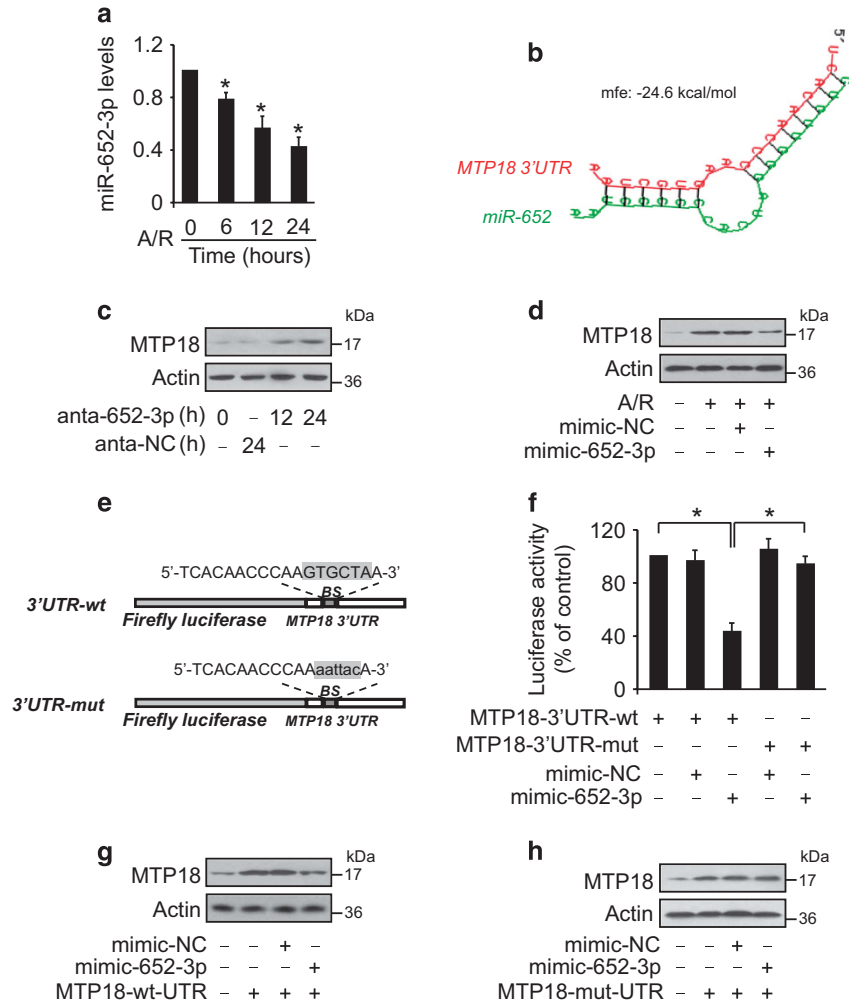 a
miR-652-3p levels
1.2
0.8
0.4
0
* * *
A/R 0 6 12 24
Time (hours)
b
mfe: -24.6 kcal/mol
5'
MTP18 3'UTR
miR-652
c
kDa
MTP18 17
Actin 36
anta-652-3p (h) 0 – 12 24
anta-NC (h) – 24 – –
d
kDa
MTP18 17
Actin 36
A/R – + + +
mimic-NC – – + –
mimic-652-3p – – – +
e
5'-TCACAACCCAAGTGCTAA-3'
BS
3'UTR-wt
Firefly luciferase MTP18 3'UTR
5'-TCACAACCCAAaattacA-3'
BS
3'UTR-mut
Firefly luciferase MTP18 3'UTR
f
Luciferase activity
(% of control)
120
80
40
0
* *
MTP18-3'UTR-wt + + + – –
MTP18-3'UTR-mut – – – + +
mimic-NC – + – + –
mimic-652-3p – – + – +
g
kDa
MTP18 17
Actin 36
mimic-NC – – + –
mimic-652-3p – – – +
MTP18-wt-UTR – + + +
h
kDa
MTP18 17
Actin 36
mimic-NC – – + –
mimic-652-3p – – – +
MTP18-mut-UTR – + + +